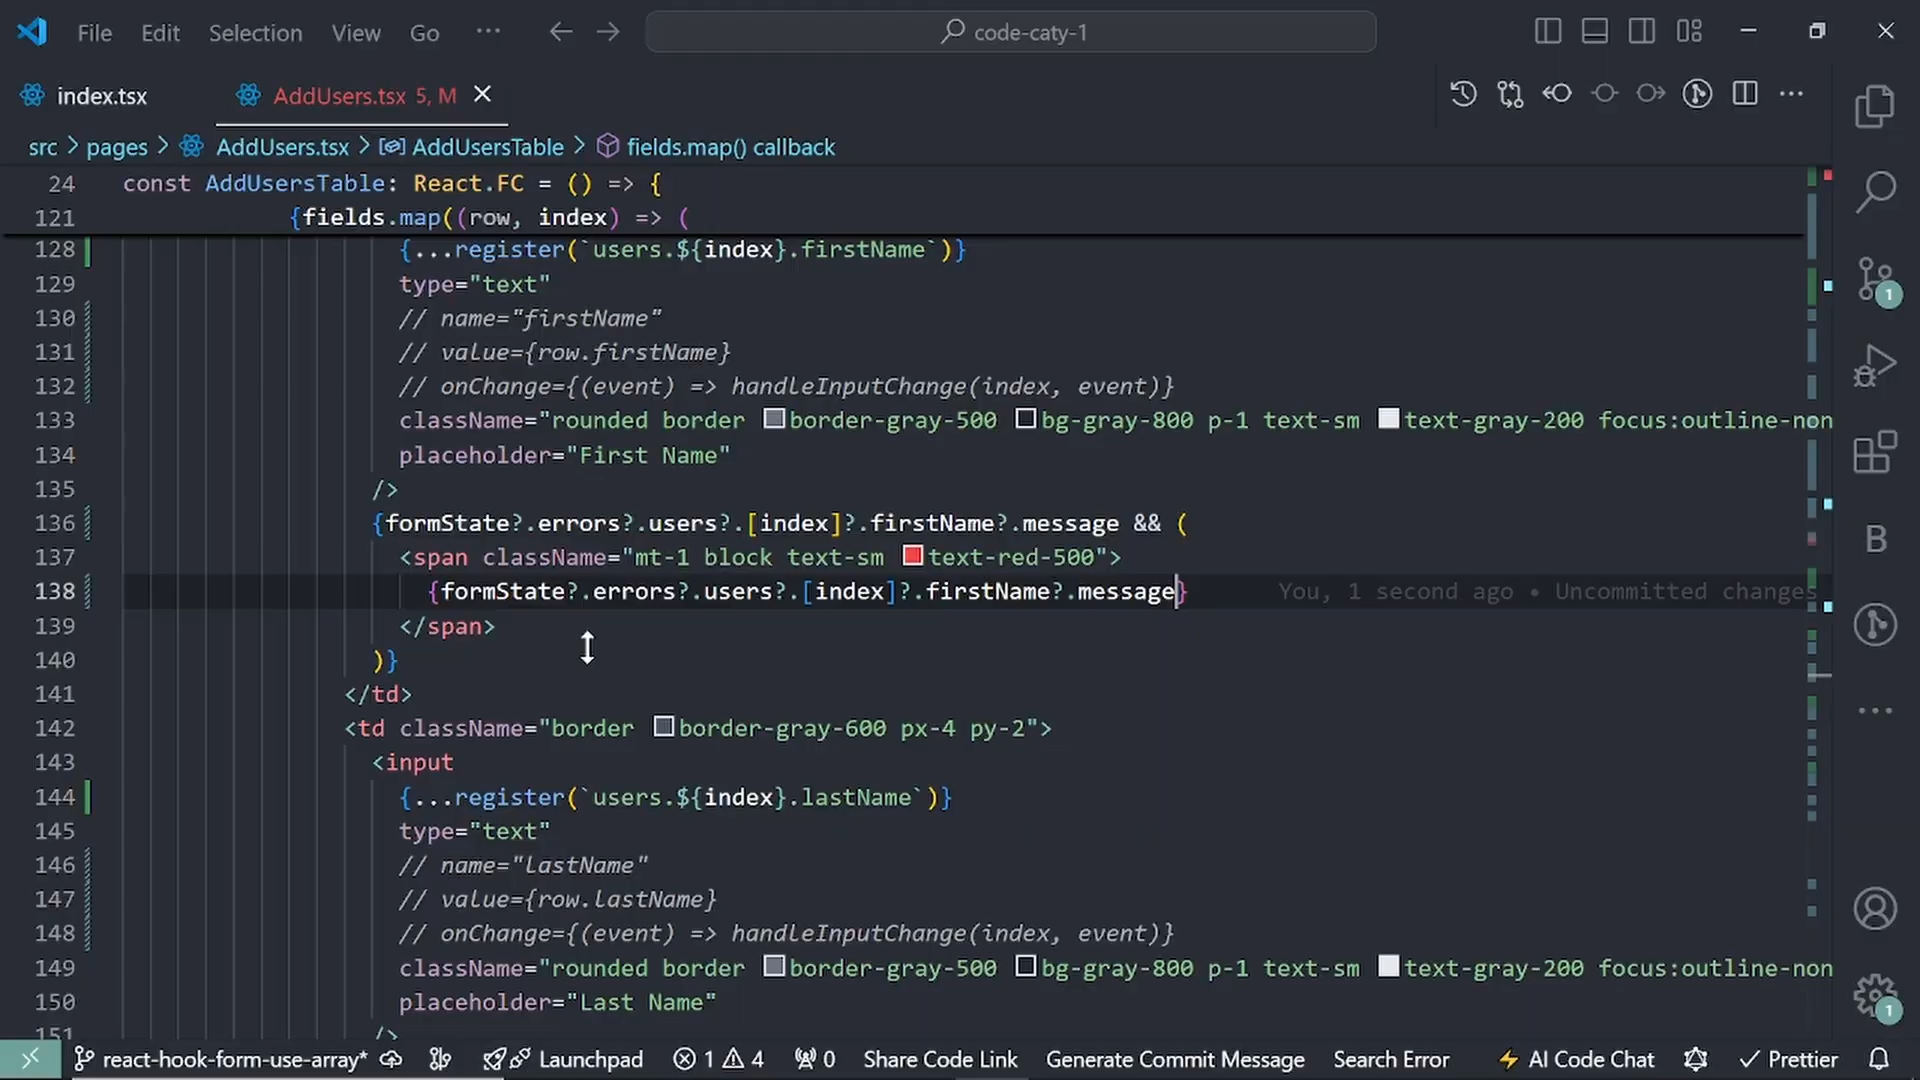 File Edit Selection View Go ··· code-caty-1
index.tsx AddUsers.tsx 5, M
src > pages > AddUsers.tsx > AddUsersTable > fields.map() callback
24 const AddUsersTable: React.FC = () => {
121 {fields.map((row, index) => (
128 {...register(`users.${index}.firstName`)}
129 type="text"
130 // name="firstName"
131 // value={row.firstName}
132 // onChange={(event) => handleInputChange(index, event)}
133 className="rounded border border-gray-500 bg-gray-800 p-1 text-sm text-gray-200 focus:outline-non
134 placeholder="First Name"
135 />
136 {formState?.errors?.users?.[index]?.firstName?.message && (
137 <span className="mt-1 block text-sm text-red-500">
138 {formState?.errors?.users?.[index]?.firstName?.message} You, 1 second ago • Uncommitted changes
139 </span>
140 )}
141 </td>
142 <td className="border border-gray-600 px-4 py-2">
143 <input
144 {...register(`users.${index}.lastName`)}
145 type="text"
146 // name="lastName"
147 // value={row.lastName}
148 // onChange={(event) => handleInputChange(index, event)}
149 className="rounded border border-gray-500 bg-gray-800 p-1 text-sm text-gray-200 focus:outline-non
150 placeholder="Last Name"
151 />
react-hook-form-use-array* Launchpad 1 4 0 Share Code Link Generate Commit Message Search Error AI Code Chat Prettier
1
B
1